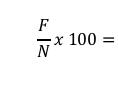 F/N x 100 =